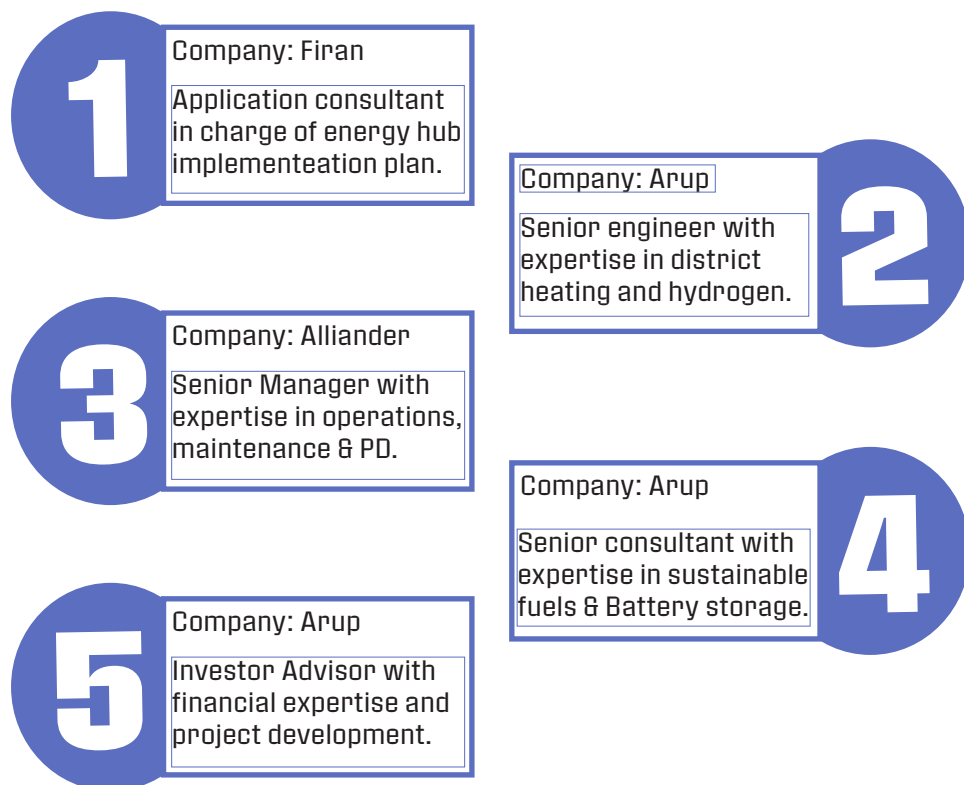 1
Company: Firan
Application consultant
in charge of energy hub
implementeation plan.
2
Company: Arup
Senior engineer with
expertise in district
heating and hydrogen.
3
Company: Alliander
Senior Manager with
expertise in operations,
maintenance & PD.
4
Company: Arup
Senior consultant with
expertise in sustainable
fuels & Battery storage.
5
Company: Arup
Investor Advisor with
financial expertise and
project development.